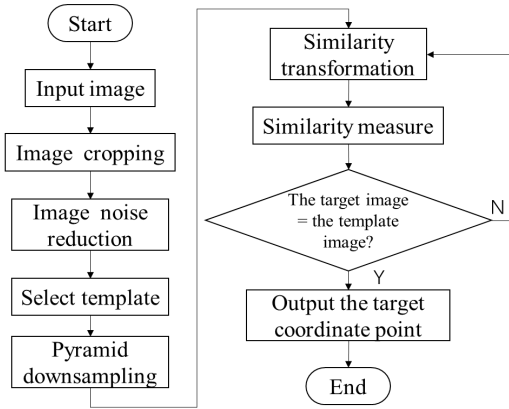 Start
Input image
Image cropping
Image noise
reduction
Select template
Pyramid
downsampling
Similarity
transformation
Similarity measure
The target image
= the template
image?
N
Y
Output the target
coordinate point
End